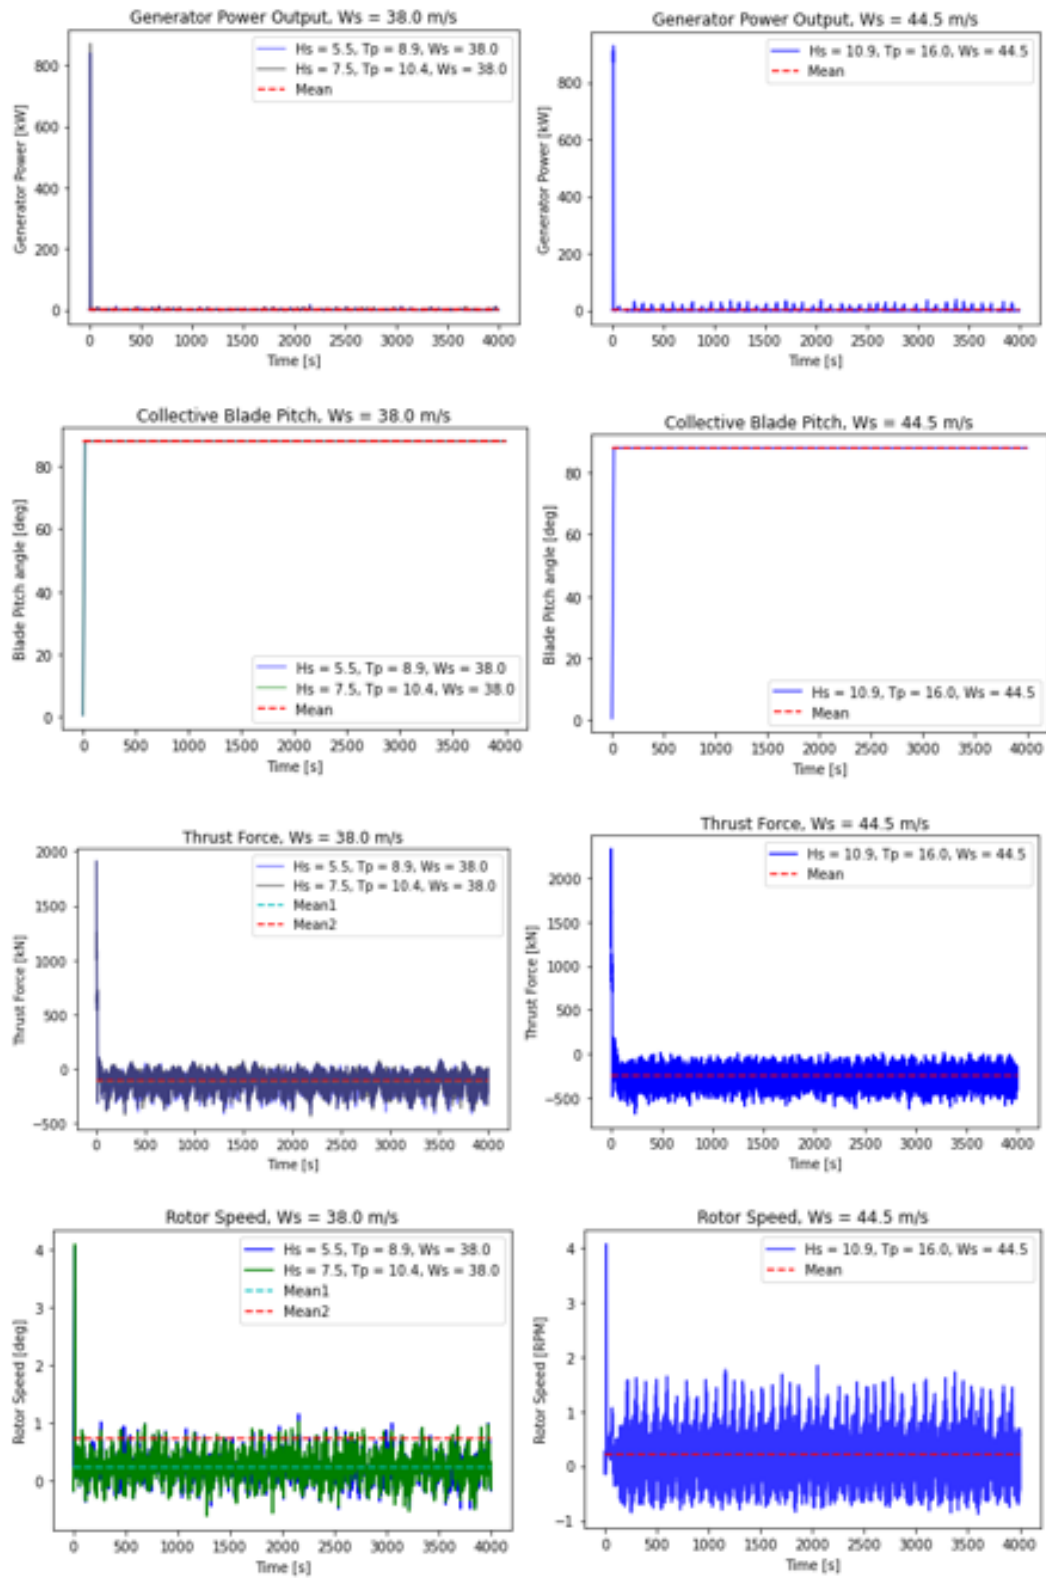 Generator Power Output, Ws = 38.0 m/s
Generator Power [kW]
800
600
400
200
0
Hs = 5.5, Tp = 8.9, Ws = 38.0
Hs = 7.5, Tp = 10.4, Ws = 38.0
Mean
0 500 1000 1500 2000 2500 3000 3500 4000
Time [s]
Generator Power Output, Ws = 44.5 m/s
Generator Power [kW]
800
600
400
200
0
Hs = 10.9, Tp = 16.0, Ws = 44.5
Mean
0 500 1000 1500 2000 2500 3000 3500 4000
Time [s]
Collective Blade Pitch, Ws = 38.0 m/s
Blade Pitch angle [deg]
80
60
40
20
0
Hs = 5.5, Tp = 8.9, Ws = 38.0
Hs = 7.5, Tp = 10.4, Ws = 38.0
Mean
0 500 1000 1500 2000 2500 3000 3500 4000
Time [s]
Collective Blade Pitch, Ws = 44.5 m/s
Blade Pitch angle [deg]
80
60
40
20
0
Hs = 10.9, Tp = 16.0, Ws = 44.5
Mean
0 500 1000 1500 2000 2500 3000 3500 4000
Time [s]
Thrust Force, Ws = 38.0 m/s
Thrust Force [kN]
2000
1500
1000
500
0
−500
Hs = 5.5, Tp = 8.9, Ws = 38.0
Hs = 7.5, Tp = 10.4, Ws = 38.0
Mean1
Mean2
0 500 1000 1500 2000 2500 3000 3500 4000
Time [s]
Thrust Force, Ws = 44.5 m/s
Thrust Force [kN]
2000
1500
1000
500
0
−500
Hs = 10.9, Tp = 16.0, Ws = 44.5
Mean
0 500 1000 1500 2000 2500 3000 3500 4000
Time [s]
Rotor Speed, Ws = 38.0 m/s
Rotor Speed [deg]
4
3
2
1
0
Hs = 5.5, Tp = 8.9, Ws = 38.0
Hs = 7.5, Tp = 10.4, Ws = 38.0
Mean1
Mean2
0 500 1000 1500 2000 2500 3000 3500 4000
Time [s]
Rotor Speed, Ws = 44.5 m/s
Rotor Speed [RPM]
4
3
2
1
0
−1
Hs = 10.9, Tp = 16.0, Ws = 44.5
Mean
0 500 1000 1500 2000 2500 3000 3500 4000
Time [s]